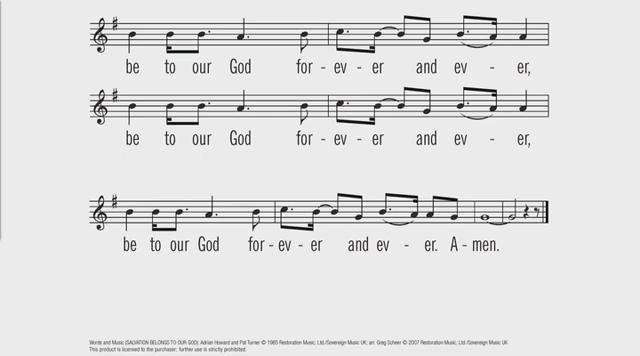 be to our God for - ev - er and ev - er,
be to our God for - ev - er and ev - er,
be to our God for - ev - er and ev - er. A - men.
Words and Music (SALVATION BELONGS TO OUR GOD): Adrian Howard and Pat Turner © 1985 Restoration Music, Ltd./Sovereign Music UK; arr. Greg Scheer © 2007 Restoration Music, Ltd./Sovereign Music UK
This product is licensed to the purchaser; further use is strictly prohibited.